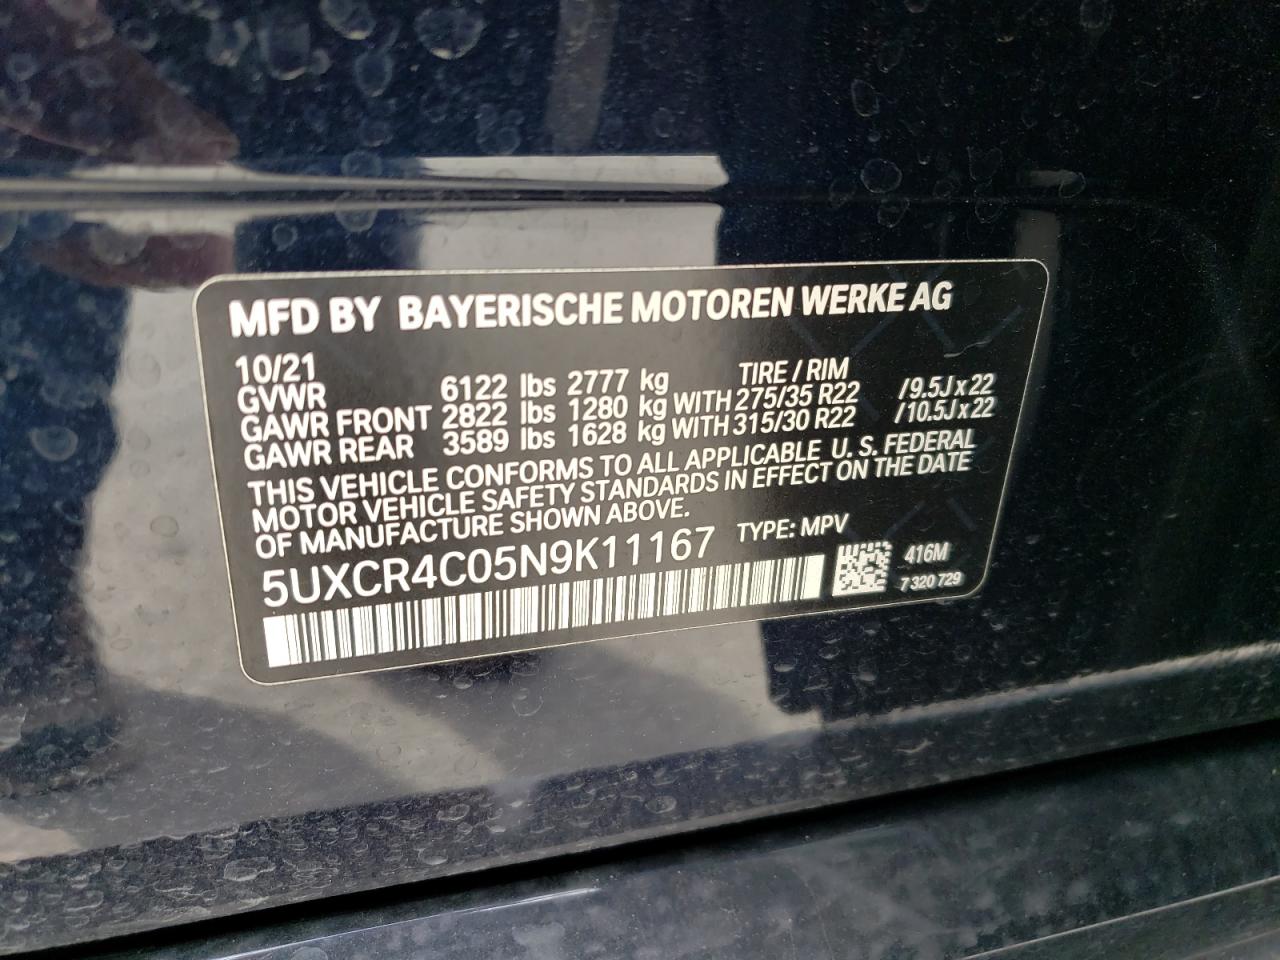 MFD BY BAYERISCHE MOTOREN WERKE AG
10/21
GVWR 6122 lbs 2777 kg TIRE / RIM
GAWR FRONT 2822 lbs 1280 kg WITH 275/35 R22 /9.5J x 22
GAWR REAR 3589 lbs 1628 kg WITH 315/30 R22 /10.5J x 22
THIS VEHICLE CONFORMS TO ALL APPLICABLE U. S. FEDERAL
MOTOR VEHICLE SAFETY STANDARDS IN EFFECT ON THE DATE
OF MANUFACTURE SHOWN ABOVE.
5UXCR4C05N9K11167 TYPE: MPV
416M
7 320 729